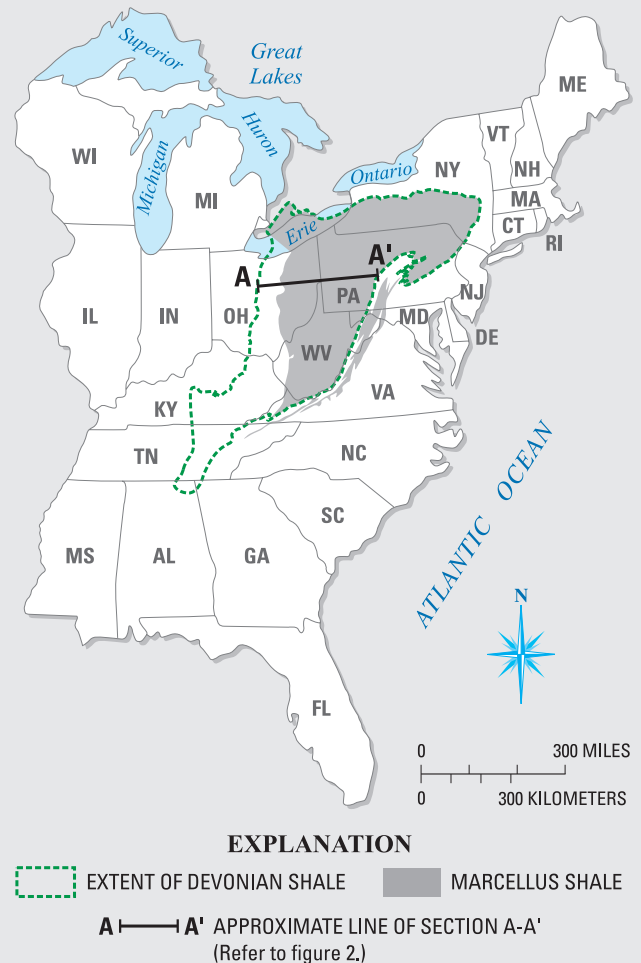 Superior
Great
Lakes
ME
Huron
VT
WI
Michigan
Ontario
NY
NH
MI
MA
Erie
CT
RI
A
A'
PA
NJ
OH
IL
IN
MD
DE
WV
VA
KY
TN
NC
ATLANTIC OCEAN
SC
MS
AL
GA
N
FL
0 300 MILES
0 300 KILOMETERS
EXPLANATION
EXTENT OF DEVONIAN SHALE
MARCELLUS SHALE
A A' APPROXIMATE LINE OF SECTION A-A'
(Refer to figure 2.)